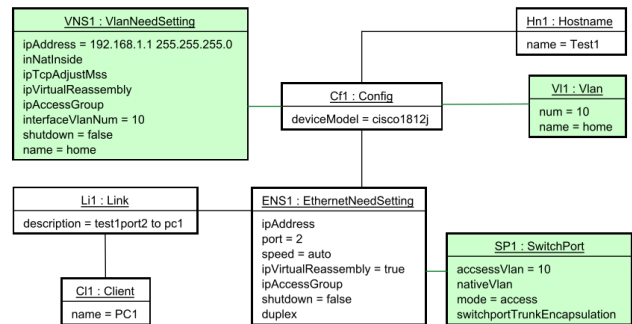 VNS1 : VlanNeedSetting
ipAddress = 192.168.1.1 255.255.255.0
inNatInside
ipTcpAdjustMss
ipVirtualReassembly
ipAccessGroup
interfaceVlanNum = 10
shutdown = false
name = home
Hn1 : Hostname
name = Test1
Cf1 : Config
deviceModel = cisco1812j
Vl1 : Vlan
num = 10
name = home
Li1 : Link
description = test1port2 to pc1
ENS1 : EthernetNeedSetting
ipAddress
port = 2
speed = auto
ipVirtualReassembly = true
ipAccessGroup
shutdown = false
duplex
SP1 : SwitchPort
accsessVlan = 10
nativeVlan
mode = access
switchportTrunkEncapsulation
Cl1 : Client
name = PC1